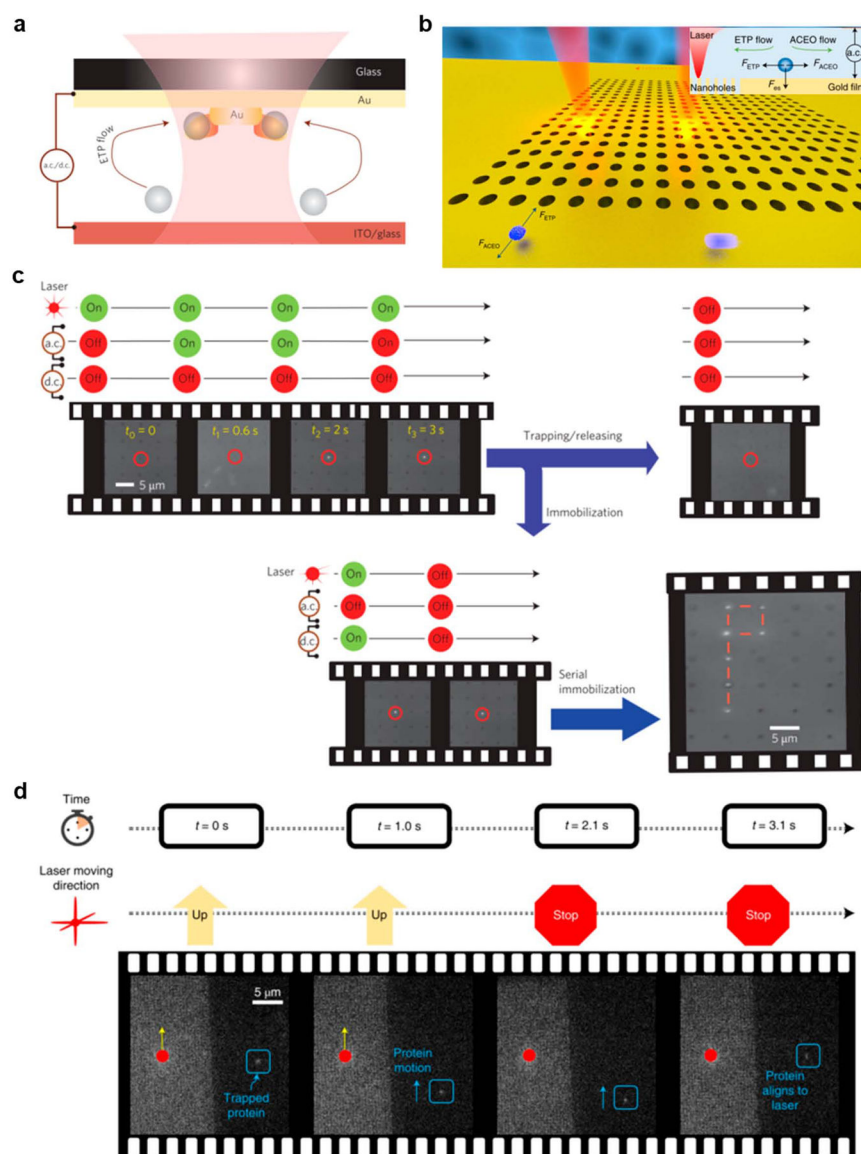 a
Glass
Au
Au
ETP flow
a.c./d.c.
ITO/glass
b
Laser
ETP flow
ACEO flow
a.c.
F_ETP
F_ACEO
F_es
Nanoholes
Gold film
F_ETP
F_ACEO
c
Laser
On
On
On
On
Off
a.c.
Off
On
On
On
Off
d.c.
Off
Off
Off
Off
Off
t₀ = 0
t₁ = 0.6 s
t₂ = 2 s
t₃ = 3 s
5 μm
Trapping/releasing
Immobilization
Laser
On
Off
a.c.
Off
Off
d.c.
On
Off
Serial
immobilization
5 μm
d
Time
t = 0 s
t = 1.0 s
t = 2.1 s
t = 3.1 s
Laser moving
direction
Up
Up
Stop
Stop
5 μm
Trapped
protein
Protein
motion
Protein
aligns to
laser